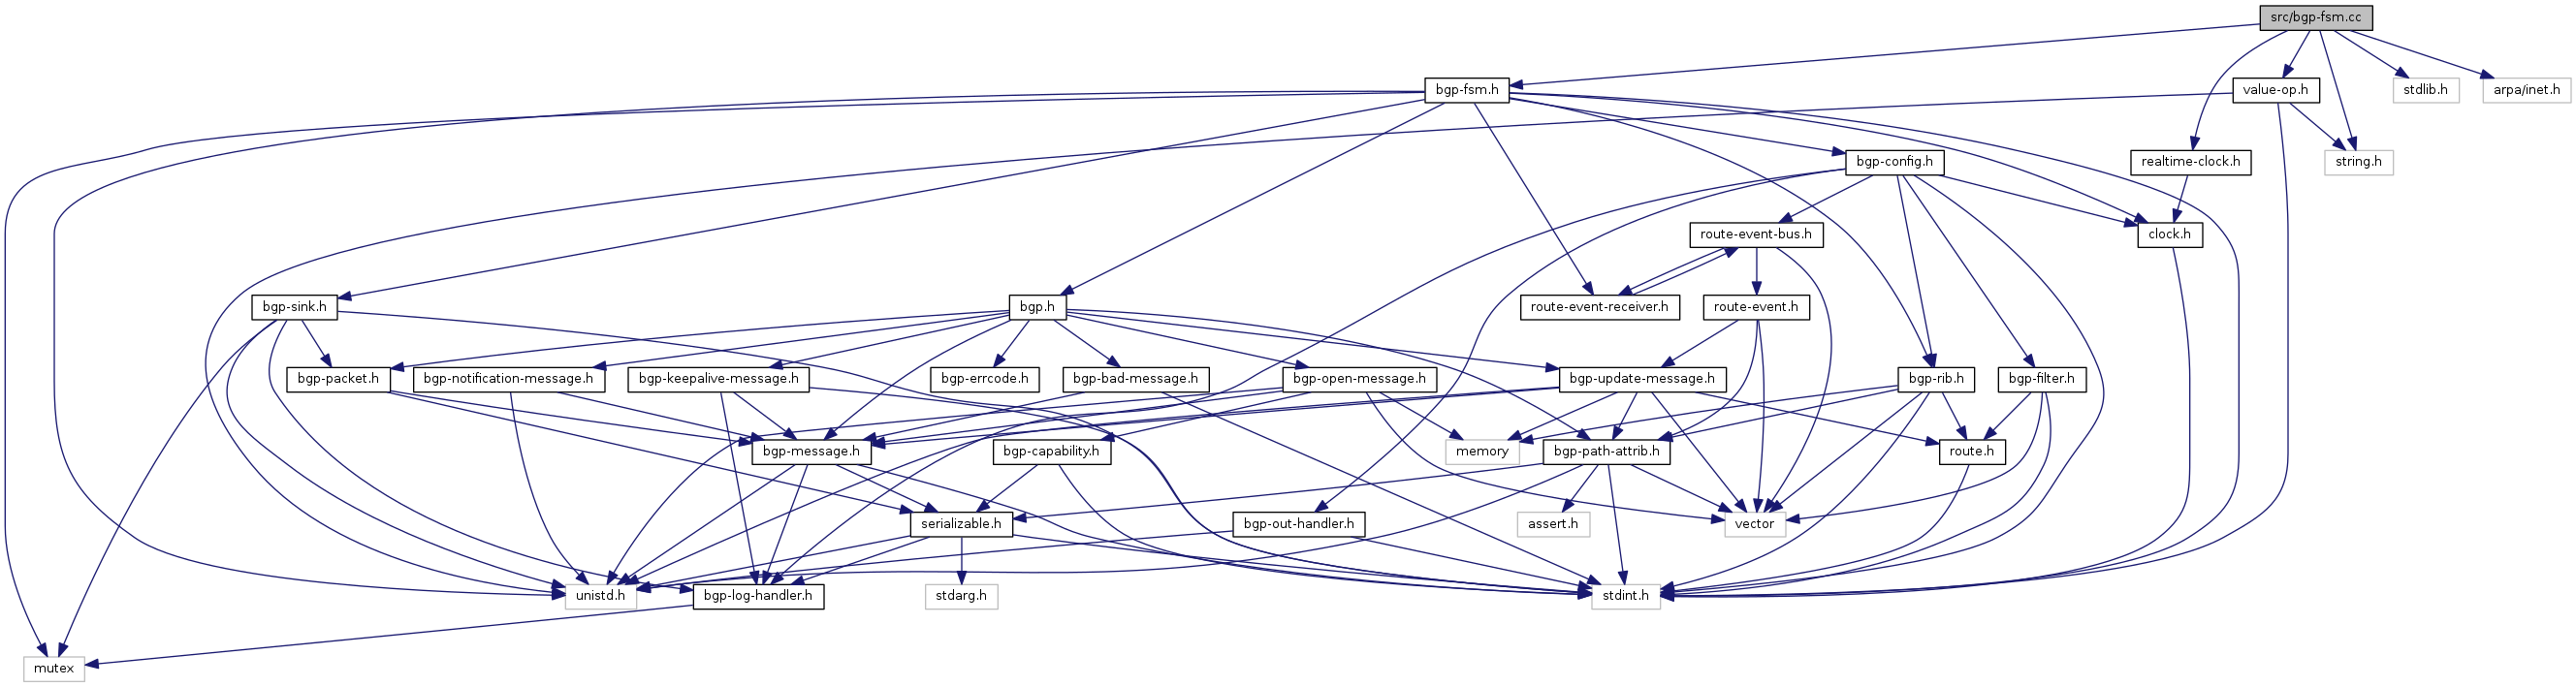 src/bgp-fsm.cc
bgp-fsm.h
value-op.h
stdlib.h
arpa/inet.h
bgp-config.h
realtime-clock.h
string.h
route-event-bus.h
clock.h
bgp-sink.h
bgp.h
route-event-receiver.h
route-event.h
bgp-packet.h
bgp-notification-message.h
bgp-keepalive-message.h
bgp-errcode.h
bgp-bad-message.h
bgp-open-message.h
bgp-update-message.h
bgp-rib.h
bgp-filter.h
bgp-message.h
bgp-capability.h
memory
bgp-path-attrib.h
route.h
serializable.h
bgp-out-handler.h
assert.h
vector
unistd.h
bgp-log-handler.h
stdarg.h
stdint.h
mutex